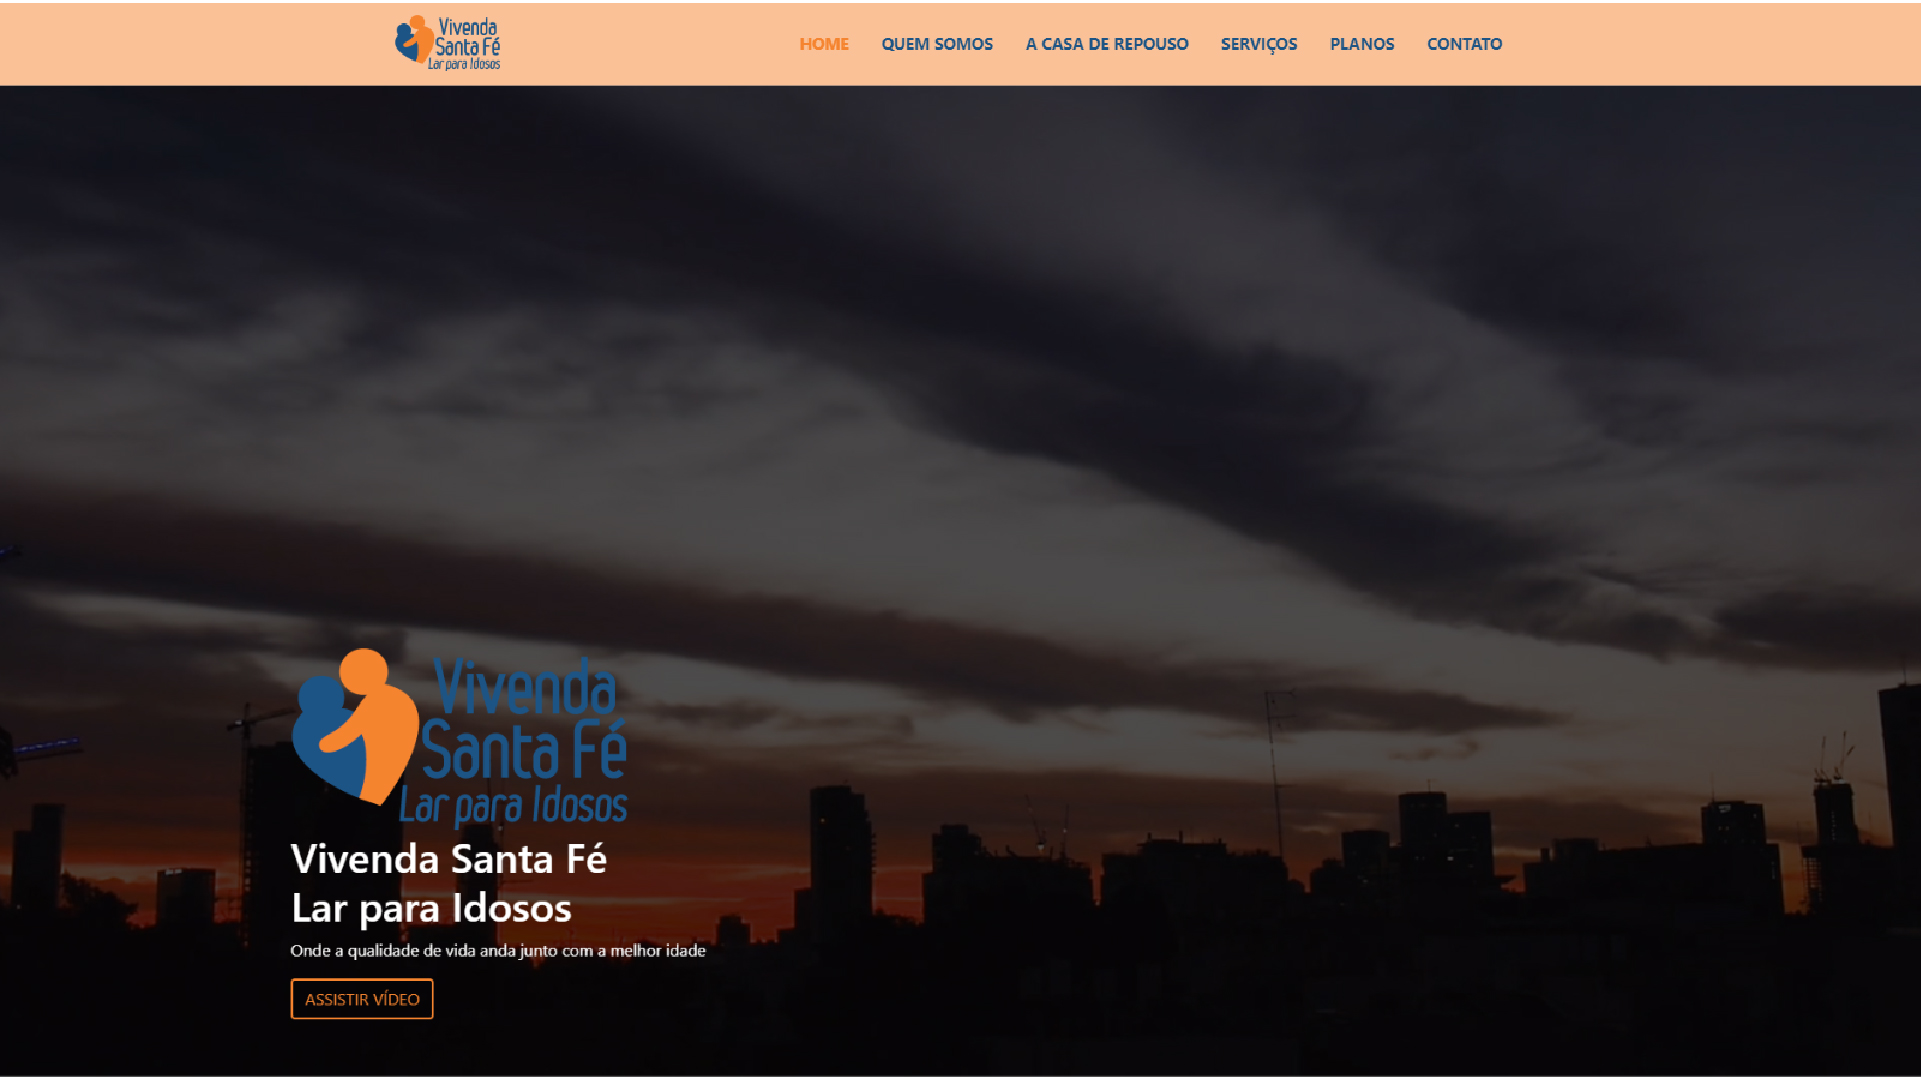 Vivenda
Santa Fé
Lar para Idosos
HOME QUEM SOMOS A CASA DE REPOUSO SERVIÇOS PLANOS CONTATO
Vivenda
Santa Fé
Lar para Idosos
Vivenda Santa Fé
Lar para Idosos
Onde a qualidade de vida anda junto com a melhor idade
ASSISTIR VÍDEO